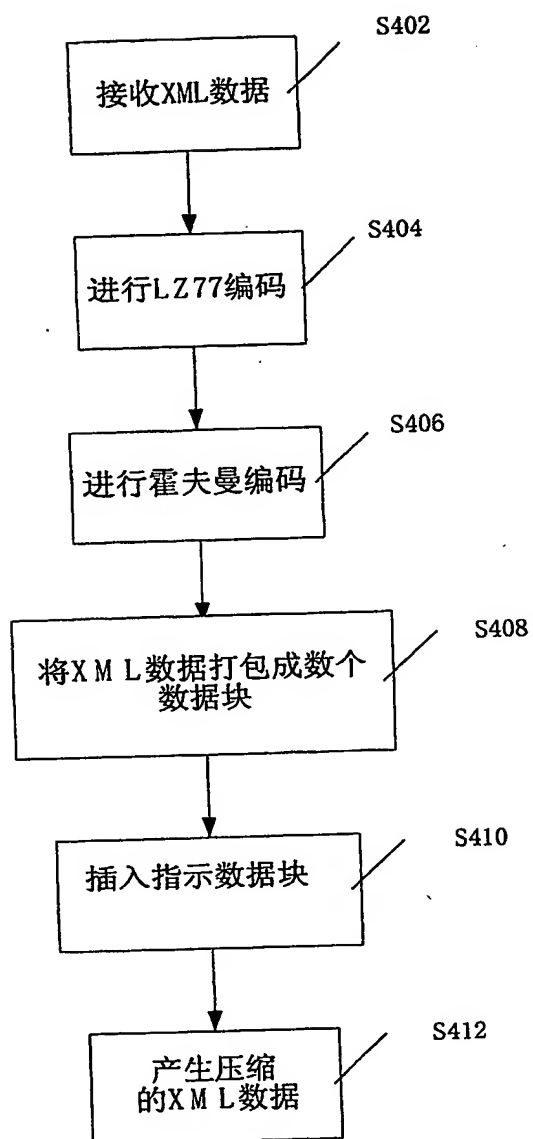 S402
接收XML数据
S404
进行LZ77编码
S406
进行霍夫曼编码
S408
将XML数据打包成数个
数据块
S410
插入指示数据块
S412
产生压缩
的XML数据